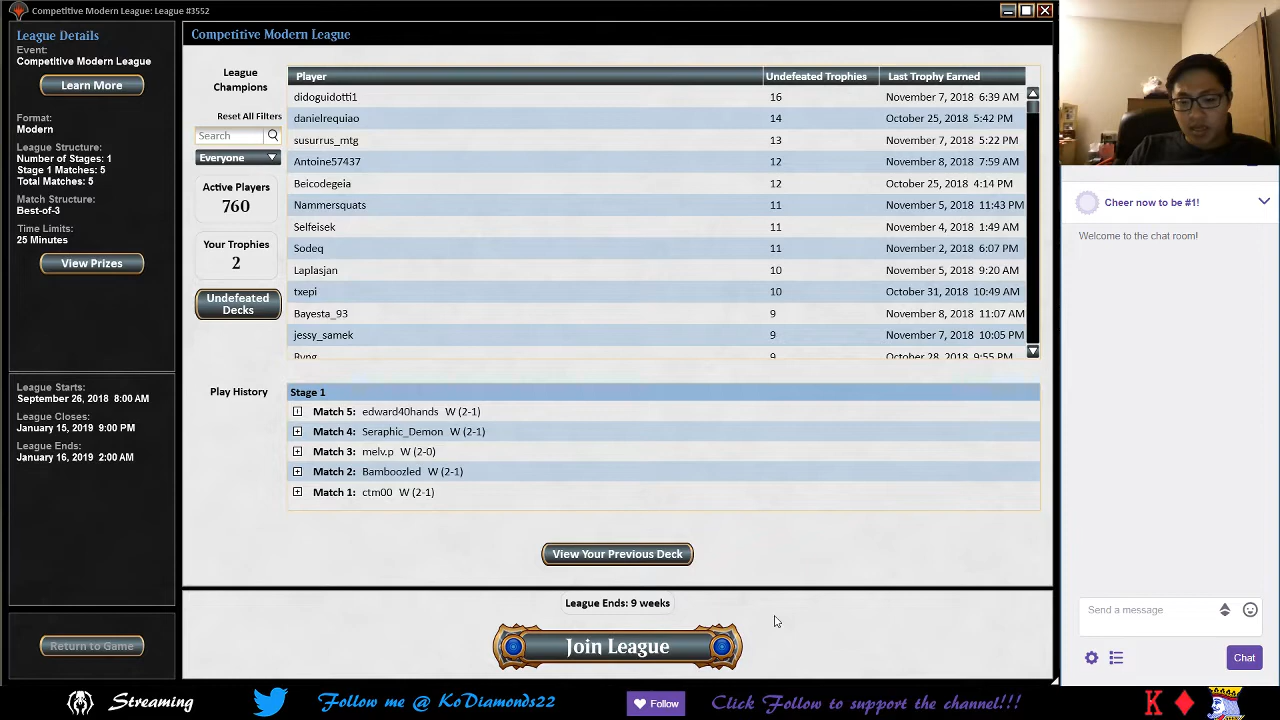 Competitive Modern League: League #3552
League Details
Event:
Competitive Modern League
Learn More
Format:
Modern
League Structure:
Number of Stages: 1
Stage 1 Matches: 5
Total Matches: 5
Match Structure:
Best-of-3
Time Limits:
25 Minutes
View Prizes
League Starts:
September 26, 2018 8:00 AM
League Closes:
January 15, 2019 9:00 PM
League Ends:
January 16, 2019 2:00 AM
Return to Game
Competitive Modern League
League
Champions
Reset All Filters
Search
Everyone
Active Players
760
Your Trophies
2
Undefeated
Decks
Player Undefeated Trophies Last Trophy Earned
didoguidotti1 16 November 7, 2018 6:39 AM
danielrequiao 14 October 25, 2018 5:42 PM
susurrus_mtg 13 November 7, 2018 5:22 PM
Antoine57437 12 November 8, 2018 7:59 AM
Beicodegeia 12 October 25, 2018 4:14 PM
Nammersquats 11 November 5, 2018 11:43 PM
Selfeisek 11 November 4, 2018 1:49 AM
Sodeq 11 November 2, 2018 6:07 PM
Laplasjan 10 November 5, 2018 9:20 AM
txepi 10 October 31, 2018 10:49 AM
Bayesta_93 9 November 8, 2018 11:07 AM
jessy_samek 9 November 7, 2018 10:05 PM
9 October 28, 2018 9:55 PM
Play History
Stage 1
Match 5: edward40hands W (2-1)
Match 4: Seraphic_Demon W (2-1)
Match 3: melv.p W (2-0)
Match 2: Bamboozled W (2-1)
Match 1: ctm00 W (2-1)
View Your Previous Deck
League Ends: 9 weeks
Join League
Cheer now to be #1!
Welcome to the chat room!
Send a message
Chat
Streaming
Follow me @ KoDiamonds22
Follow
Click Follow to support the channel!!!
K